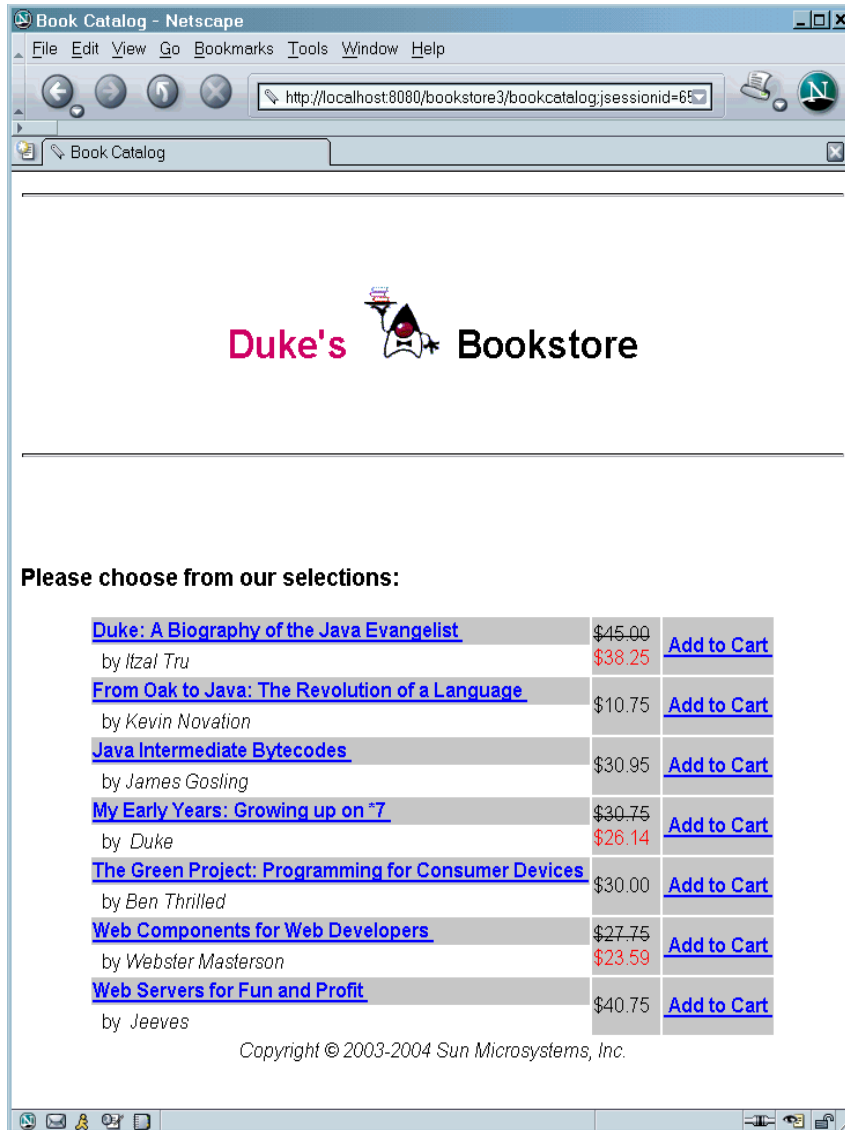 Book Catalog - Netscape
File Edit View Go Bookmarks Tools Window Help
http://localhost:8080/bookstore3/bookcatalog;jsessionid=65
N
Book Catalog
Duke's Bookstore
Please choose from our selections:
Duke: A Biography of the Java Evangelist $45.00 Add to Cart
by Itzal Tru $38.25
From Oak to Java: The Revolution of a Language $10.75 Add to Cart
by Kevin Novation
Java Intermediate Bytecodes $30.95 Add to Cart
by James Gosling
My Early Years: Growing up on *7 $30.75 Add to Cart
by Duke $26.14
The Green Project: Programming for Consumer Devices $30.00 Add to Cart
by Ben Thrilled
Web Components for Web Developers $27.75 Add to Cart
by Webster Masterson $23.59
Web Servers for Fun and Profit $40.75 Add to Cart
by Jeeves
Copyright © 2003-2004 Sun Microsystems, Inc.